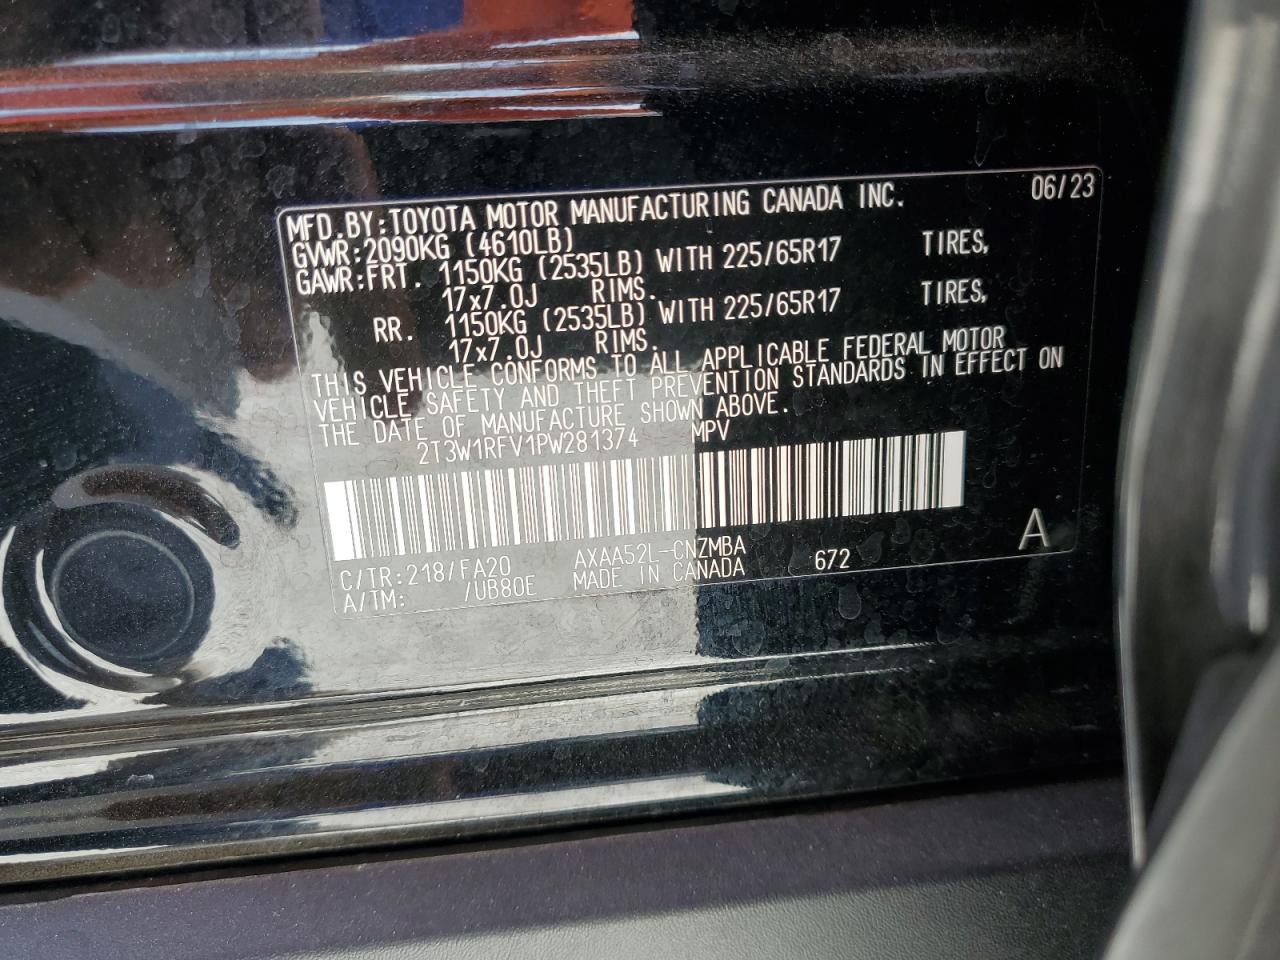 MFD.BY:TOYOTA MOTOR MANUFACTURING CANADA INC. 06/23
GVWR:2090KG (4610LB)
GAWR:FRT. 1150KG (2535LB) WITH 225/65R17 TIRES,
17x7.0J RIMS.
RR. 1150KG (2535LB) WITH 225/65R17 TIRES,
17x7.0J RIMS.
THIS VEHICLE CONFORMS TO ALL APPLICABLE FEDERAL MOTOR
VEHICLE SAFETY AND THEFT PREVENTION STANDARDS IN EFFECT ON
THE DATE OF MANUFACTURE SHOWN ABOVE.
2T3W1RFV1PW281374 MPV
C/TR:218/FA20 AXAA52L-CNZMBA 672 A
A/TM: /UB80E MADE IN CANADA